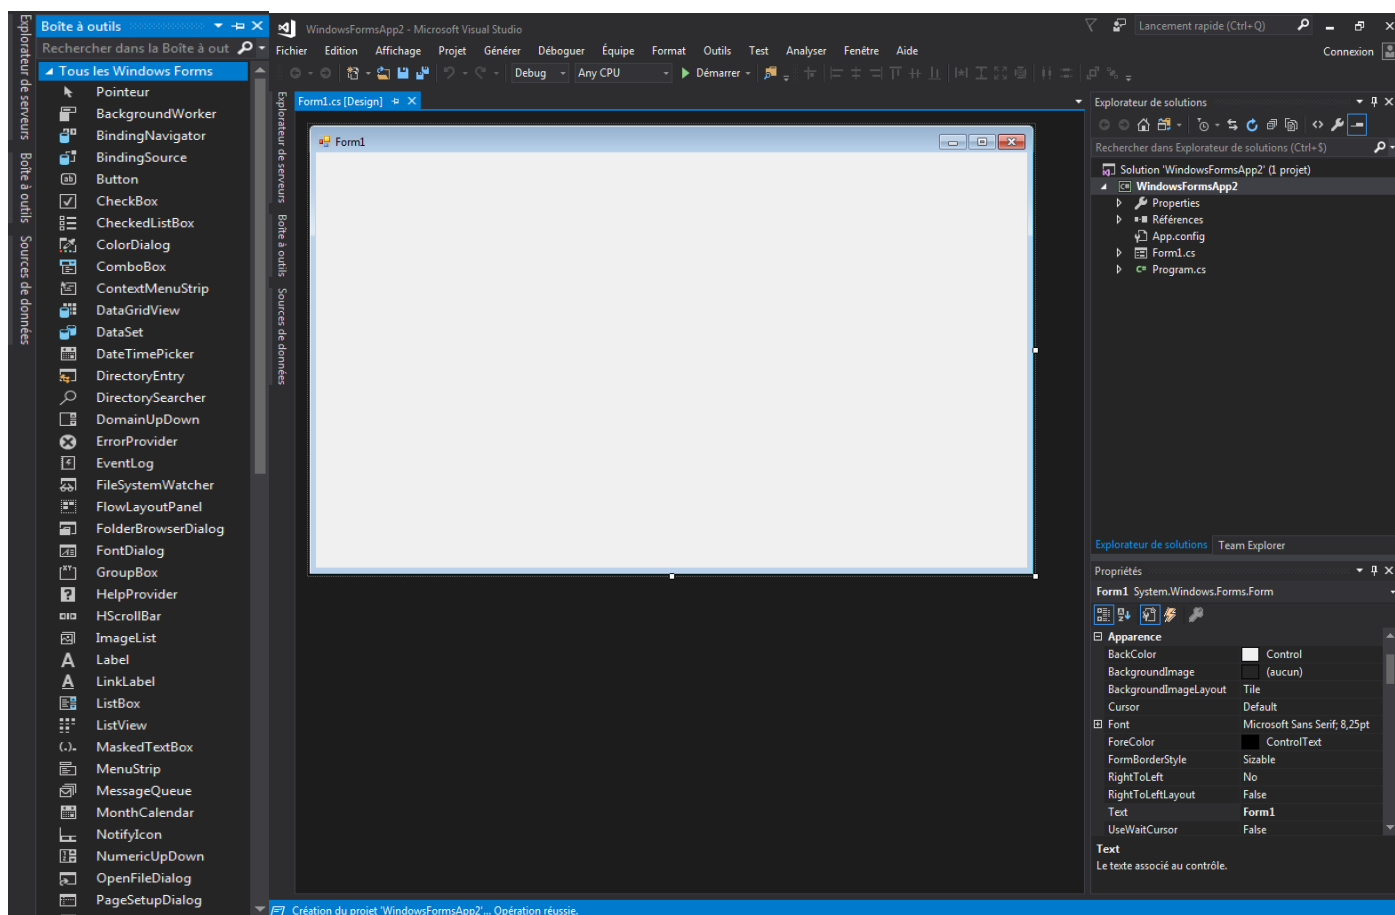 Explorateur de serveurs
Boîte à outils
Sources de données
Boîte à outils
Rechercher dans la Boîte à out
Tous les Windows Forms
Pointeur
BackgroundWorker
BindingNavigator
BindingSource
Button
CheckBox
CheckedListBox
ColorDialog
ComboBox
ContextMenuStrip
DataGridView
DataSet
DateTimePicker
DirectoryEntry
DirectorySearcher
DomainUpDown
ErrorProvider
EventLog
FileSystemWatcher
FlowLayoutPanel
FolderBrowserDialog
FontDialog
GroupBox
HelpProvider
HScrollBar
ImageList
Label
LinkLabel
ListBox
ListView
MaskedTextBox
MenuStrip
MessageQueue
MonthCalendar
NotifyIcon
NumericUpDown
OpenFileDialog
PageSetupDialog
WindowsFormsApp2 - Microsoft Visual Studio
Lancement rapide (Ctrl+Q)
Fichier Edition Affichage Projet Générer Déboguer Équipe Format Outils Test Analyser Fenêtre Aide
Connexion
Debug Any CPU Démarrer
Explorateur de serveurs
Boîte à outils
Sources de données
Form1.cs [Design]
Form1
Explorateur de solutions
Rechercher dans Explorateur de solutions (Ctrl+$)
Solution 'WindowsFormsApp2' (1 projet)
WindowsFormsApp2
Properties
Références
App.config
Form1.cs
C# Program.cs
Explorateur de solutions Team Explorer
Propriétés
Form1 System.Windows.Forms.Form
Apparence
BackColor Control
BackgroundImage (aucun)
BackgroundImageLayout Tile
Cursor Default
Font Microsoft Sans Serif; 8,25pt
ForeColor ControlText
FormBorderStyle Sizable
RightToLeft No
RightToLeftLayout False
Text Form1
UseWaitCursor False
Text
Le texte associé au contrôle.
Création du projet 'WindowsFormsApp2'... Opération réussie.